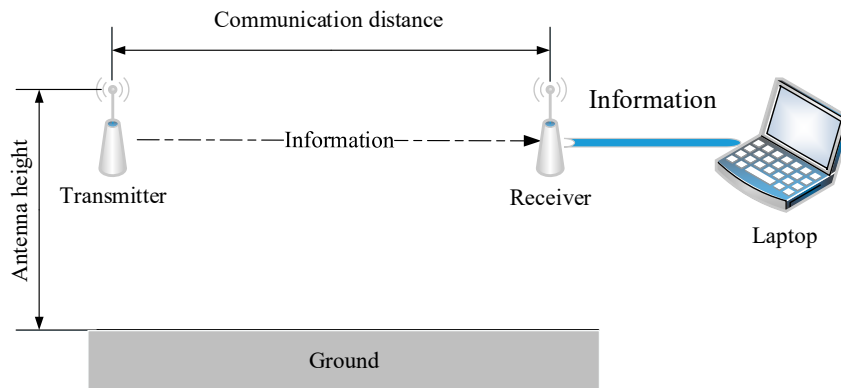 Communication distance
Information
Information
Transmitter
Receiver
Antenna height
Laptop
Ground